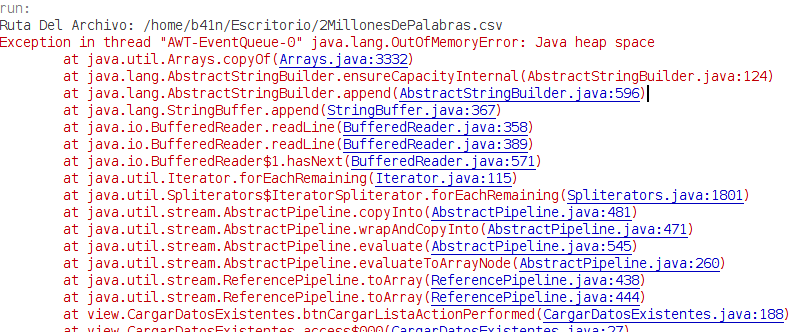 run:
Ruta Del Archivo: /home/b41n/Escritorio/2MillonesDePalabras.csv
Exception in thread "AWT-EventQueue-0" java.lang.OutOfMemoryError: Java heap space
at java.util.Arrays.copyOf(Arrays.java:3332)
at java.lang.AbstractStringBuilder.ensureCapacityInternal(AbstractStringBuilder.java:124)
at java.lang.AbstractStringBuilder.append(AbstractStringBuilder.java:596)
at java.lang.StringBuffer.append(StringBuffer.java:367)
at java.io.BufferedReader.readLine(BufferedReader.java:358)
at java.io.BufferedReader.readLine(BufferedReader.java:389)
at java.io.BufferedReader$1.hasNext(BufferedReader.java:571)
at java.util.Iterator.forEachRemaining(Iterator.java:115)
at java.util.Spliterators$IteratorSpliterator.forEachRemaining(Spliterators.java:1801)
at java.util.stream.AbstractPipeline.copyInto(AbstractPipeline.java:481)
at java.util.stream.AbstractPipeline.wrapAndCopyInto(AbstractPipeline.java:471)
at java.util.stream.AbstractPipeline.evaluate(AbstractPipeline.java:545)
at java.util.stream.AbstractPipeline.evaluateToArrayNode(AbstractPipeline.java:260)
at java.util.stream.ReferencePipeline.toArray(ReferencePipeline.java:438)
at java.util.stream.ReferencePipeline.toArray(ReferencePipeline.java:444)
at view.CargarDatosExistentes.btnCargarListaActionPerformed(CargarDatosExistentes.java:188)
at view.CargarDatosExistentes.access$000(CargarDatosExistentes.java:27)